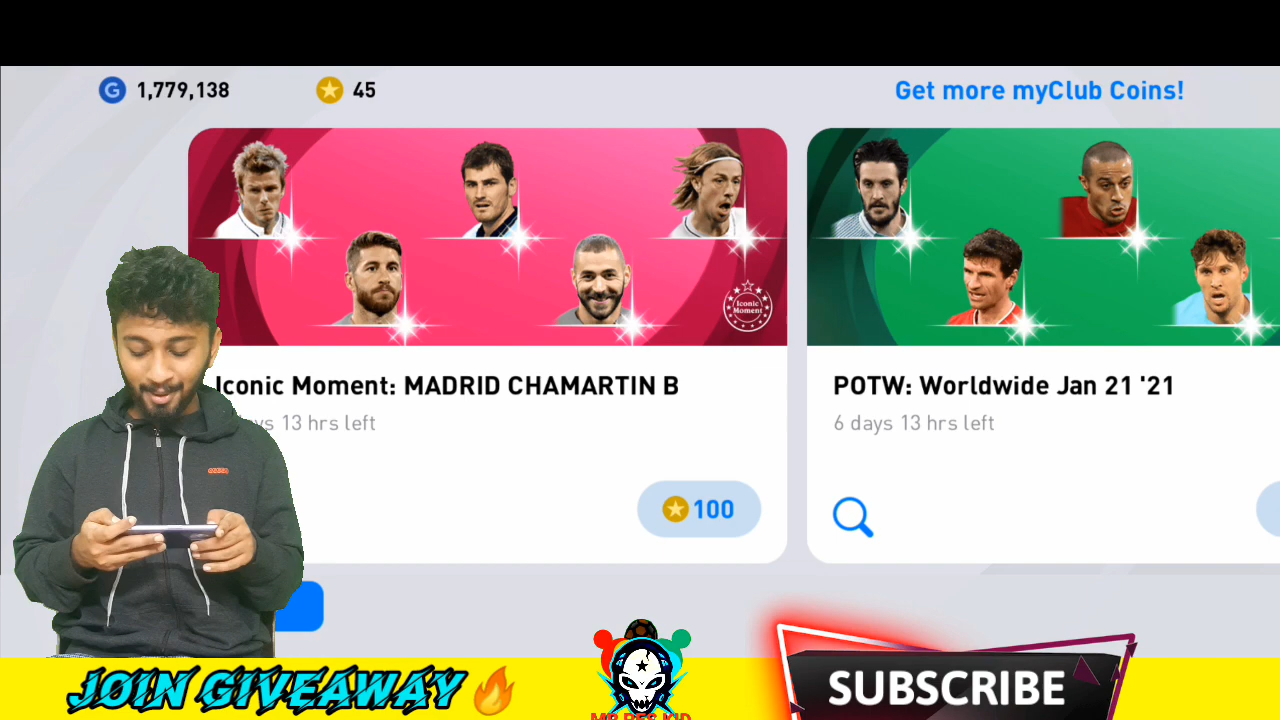 G 1,779,138
45
Get more myClub Coins!
Iconic Moment
Iconic Moment: MADRID CHAMARTIN B
13 hrs left
100
POTW: Worldwide Jan 21 '21
6 days 13 hrs left
JOIN GIVEAWAY
SUBSCRIBE